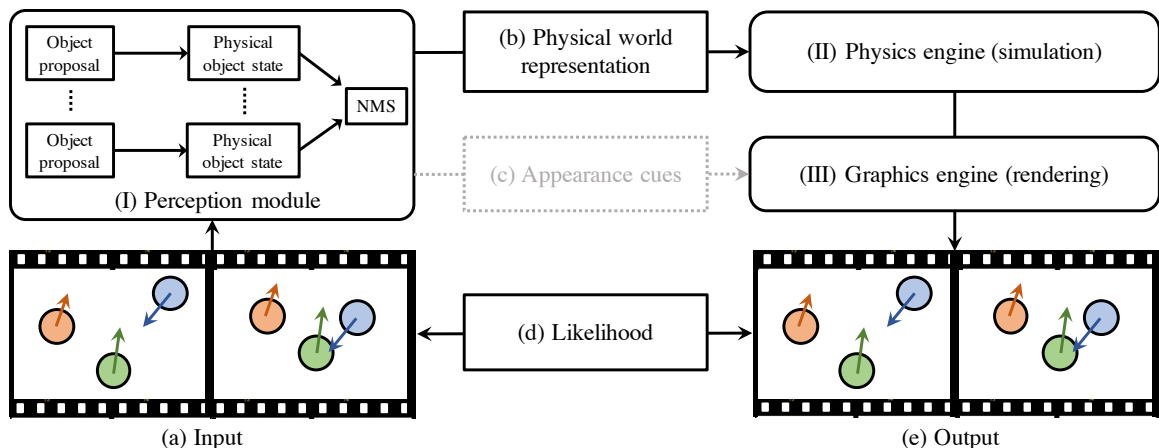 Object
proposal
Physical
object state
NMS
Object
proposal
Physical
object state
(I) Perception module
(b) Physical world
representation
(II) Physics engine (simulation)
(c) Appearance cues
(III) Graphics engine (rendering)
(d) Likelihood
(a) Input
(e) Output